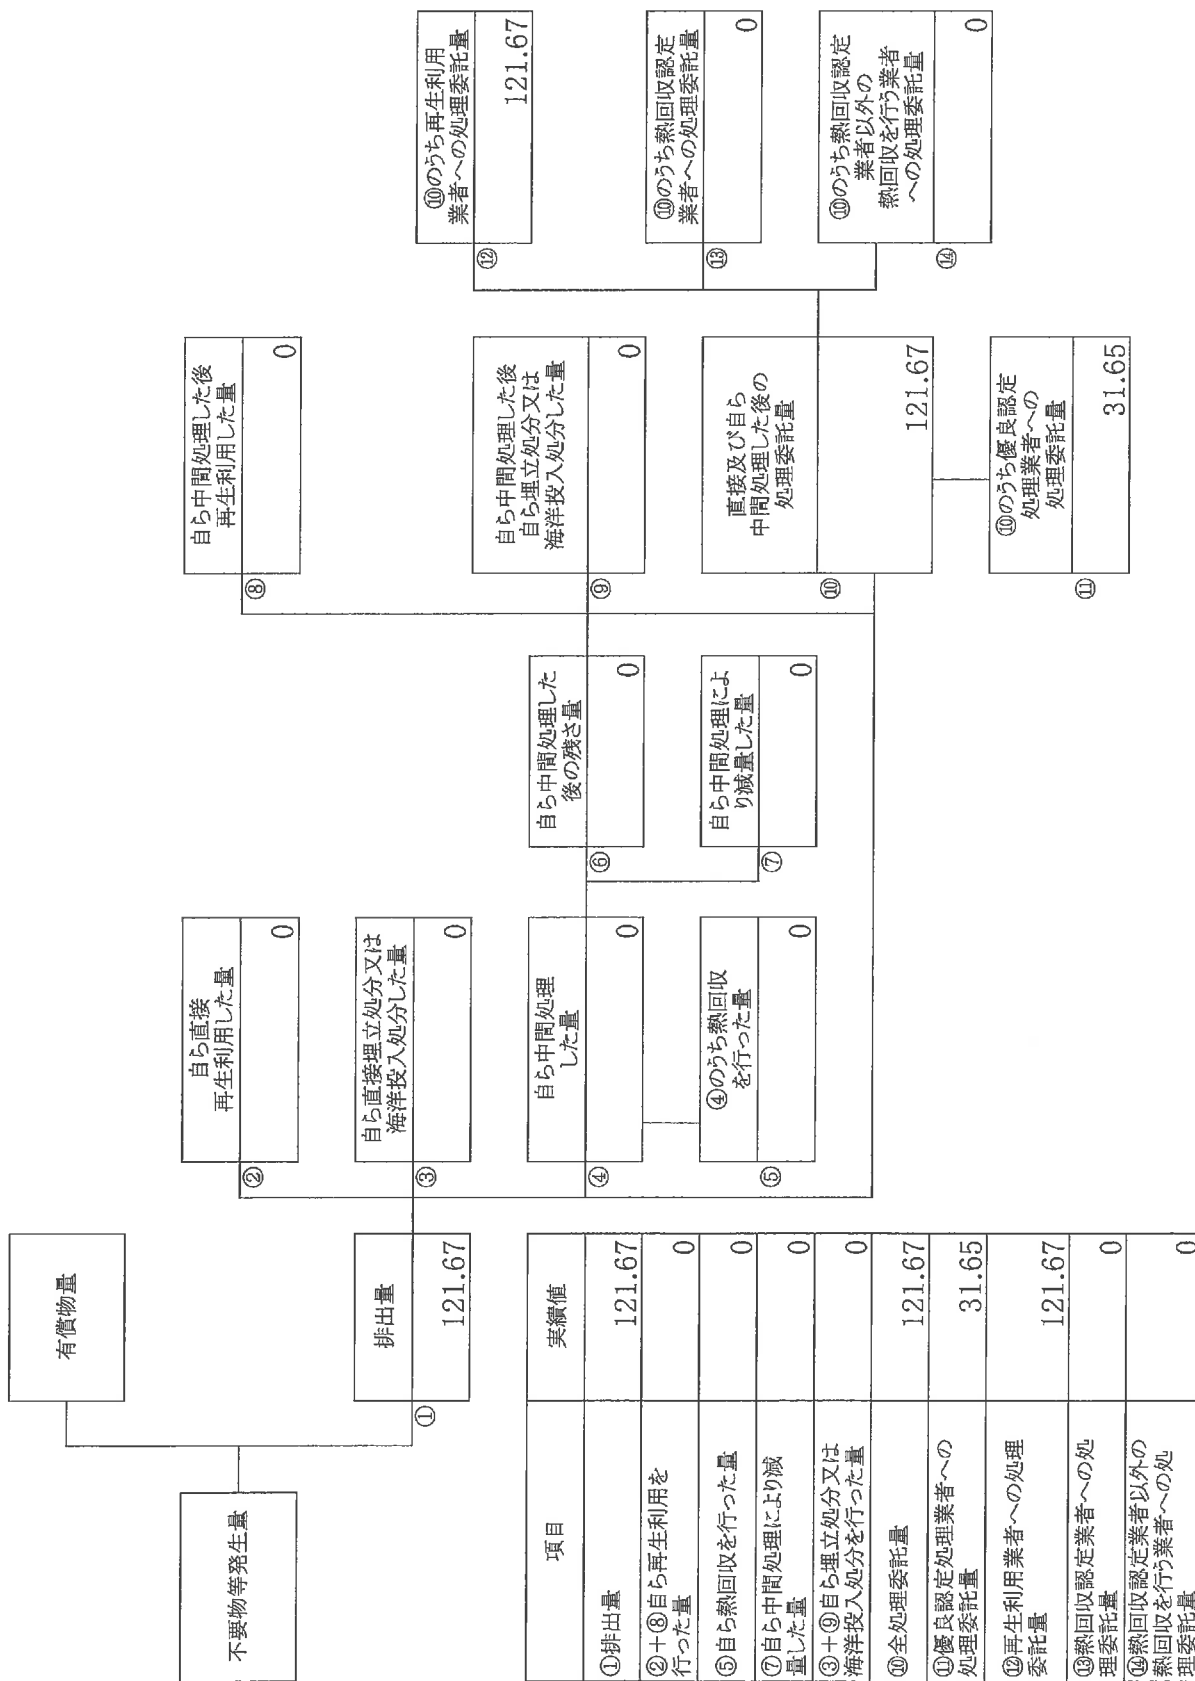 有償物量
不要物等発生量
排出量
①
121.67
自ら直接
再生利用した量
②
0
自ら直接埋立処分又は
海洋投入処分した量
③
0
自ら中間処理
した量
④
0
④のうち熱回収
を行った量
⑤
0
自ら中間処理した
後の残さ量
⑥
0
自ら中間処理によ
り減量した量
⑦
0
自ら中間処理した後
再生利用した量
⑧
0
自ら中間処理した後
自ら埋立処分又は
海洋投入処分した量
⑨
0
直接及び自ら
中間処理した後の
処理委託量
⑩
121.67
⑩のうち優良認定
処理業者への
処理委託量
⑪
31.65
⑩のうち再生利用
業者への処理委託量
⑫
121.67
⑩のうち熱回収認定
業者への処理委託量
⑬
0
⑩のうち熱回収認定
業者以外の
熱回収を行う業者
への処理委託量
⑭
0
項目 実績値
①排出量 121.67
②+⑧自ら再生利用を
行った量 0
⑤自ら熱回収を行った量 0
⑦自ら中間処理により減
量した量 0
③+⑨自ら埋立処分又は
海洋投入処分を行った量 0
⑩全処理委託量 121.67
⑪優良認定処理業者への
処理委託量 31.65
⑫再生利用業者への処理
委託量 121.67
⑬熱回収認定業者への処
理委託量 0
⑭熱回収認定業者以外の
熱回収を行う業者への処
理委託量 0